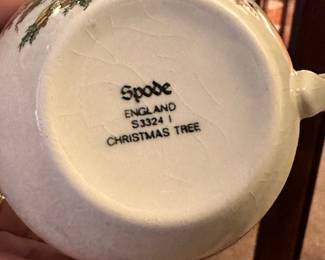 Spode
ENGLAND
S3324 I
CHRISTMAS TREE